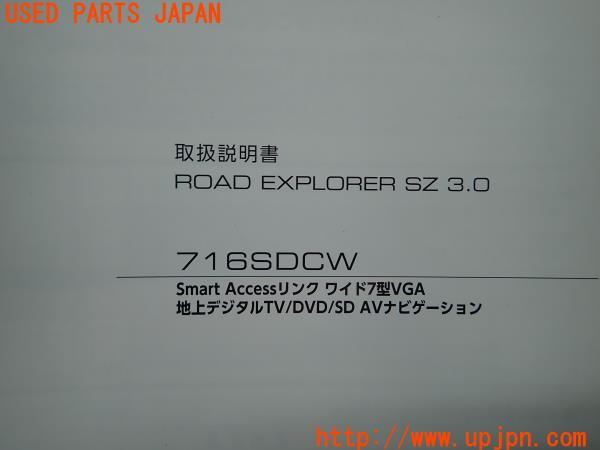 USED PARTS JAPAN
取扱説明書
ROAD EXPLORER SZ 3.0
716SDCW
Smart Accessリンク ワイド7型VGA
地上デジタルTV/DVD/SD AVナビゲーション
http://www.upjpn.com/